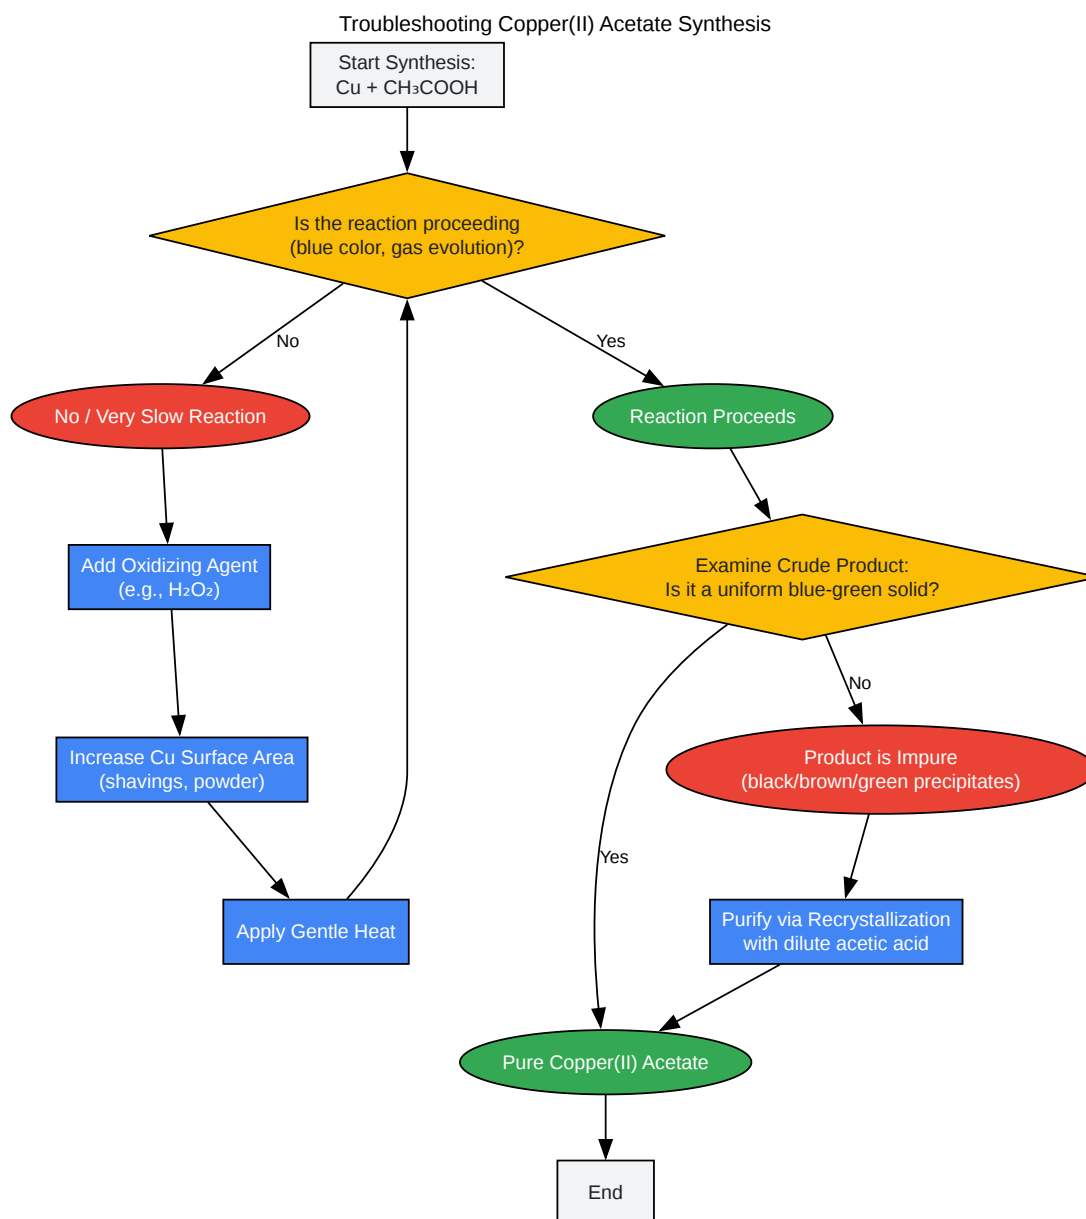 Troubleshooting Copper(II) Acetate Synthesis
Start Synthesis:
Cu + CH₃COOH
Is the reaction proceeding
(blue color, gas evolution)?
No
Yes
No / Very Slow Reaction
Reaction Proceeds
Add Oxidizing Agent
(e.g., H₂O₂)
Examine Crude Product:
Is it a uniform blue-green solid?
No
Increase Cu Surface Area
(shavings, powder)
Product is Impure
(black/brown/green precipitates)
Yes
Apply Gentle Heat
Purify via Recrystallization
with dilute acetic acid
Pure Copper(II) Acetate
End